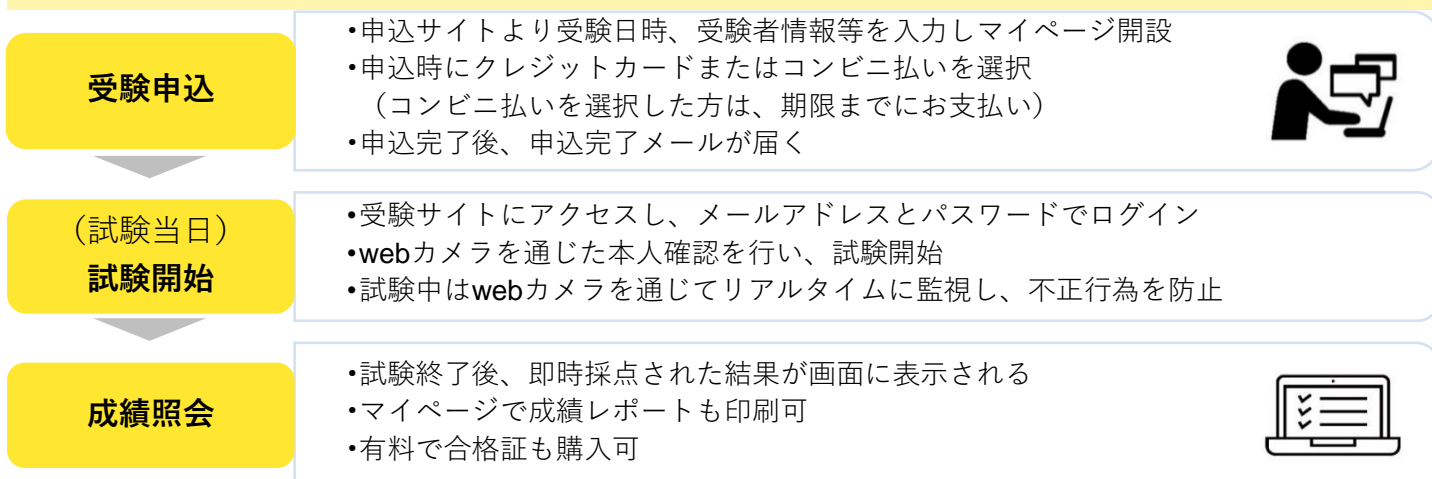 受験申込
•申込サイトより受験日時、受験者情報等を入力しマイページ開設
•申込時にクレジットカードまたはコンビニ払いを選択
（コンビニ払いを選択した方は、期限までにお支払い）
•申込完了後、申込完了メールが届く
（試験当日）
試験開始
•受験サイトにアクセスし、メールアドレスとパスワードでログイン
•webカメラを通じた本人確認を行い、試験開始
•試験中はwebカメラを通じてリアルタイムに監視し、不正行為を防止
成績照会
•試験終了後、即時採点された結果が画面に表示される
•マイページで成績レポートも印刷可
•有料で合格証も購入可